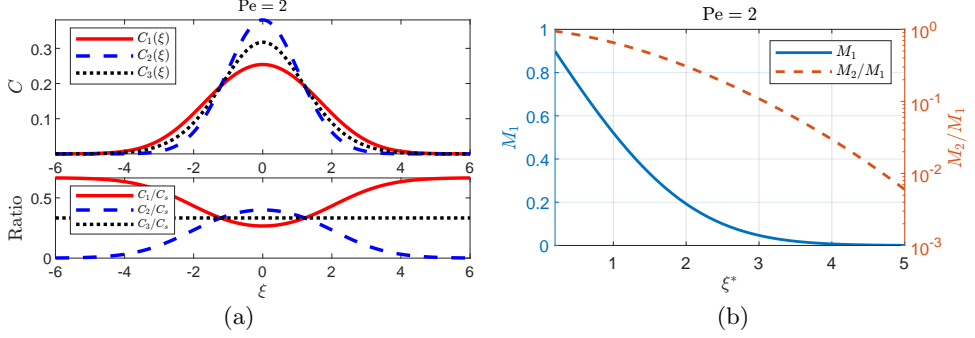 Pe = 2
C₁(ξ)
C₂(ξ)
C₃(ξ)
C
0.3
0.2
0.1
-6 -4 -2 0 2 4 6
C₁/Cₛ
C₂/Cₛ
C₃/Cₛ
Ratio
0.5
0
-6 -4 -2 0 2 4 6
ξ
(a)
Pe = 2
M₁
M₂/M₁
M₁
1
0.8
0.6
0.4
0.2
0
1 2 3 4 5
ξ*
10⁰
10⁻¹
10⁻²
10⁻³
M₂/M₁
(b)